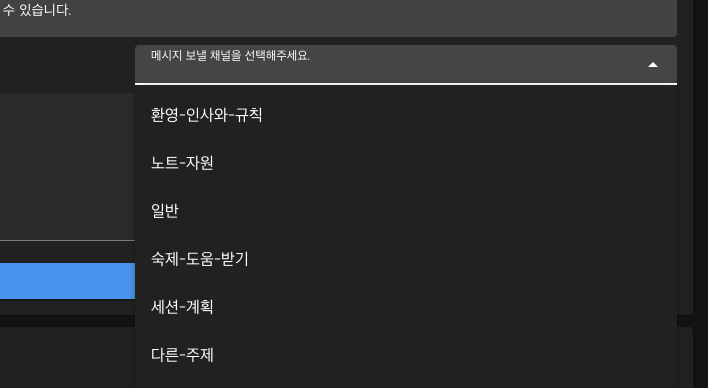 수 있습니다.
메시지 보낼 채널을 선택해주세요.
환영-인사와-규칙
노트-자원
일반
숙제-도움-받기
세션-계획
다른-주제